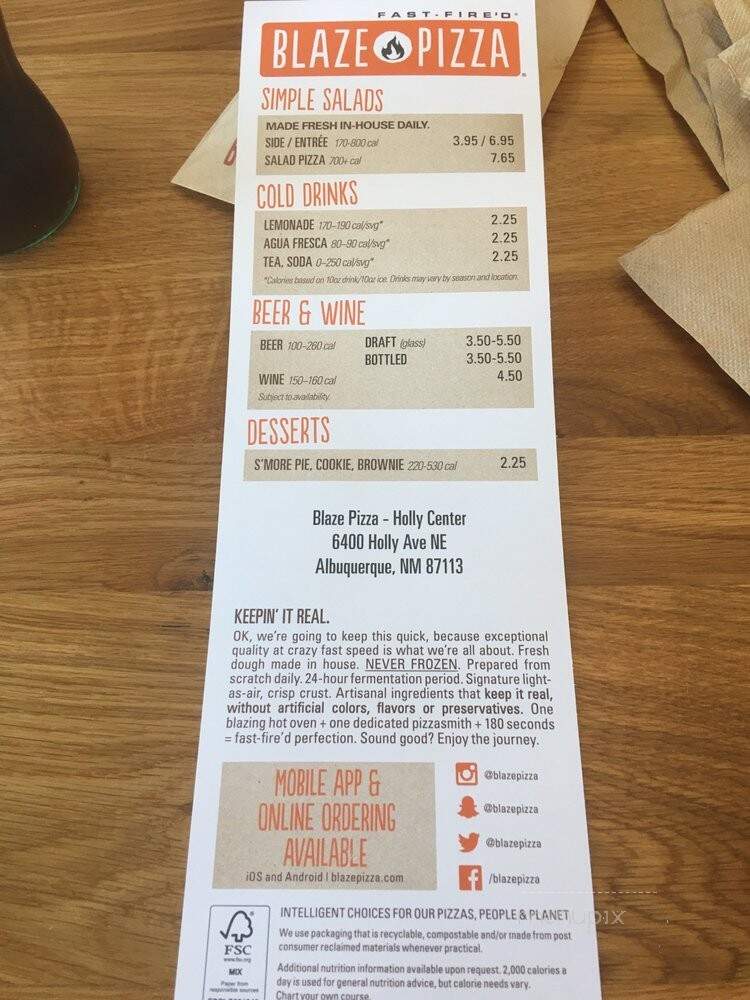 FAST-FIRE'D®
BLAZE PIZZA
SIMPLE SALADS
MADE FRESH IN-HOUSE DAILY.
SIDE / ENTRÉE 170-800 cal 3.95 / 6.95
SALAD PIZZA 700+ cal 7.65
COLD DRINKS
LEMONADE 170-190 cal/svg* 2.25
AGUA FRESCA 80-90 cal/svg* 2.25
TEA, SODA 0-250 cal/svg* 2.25
*Calories based on 10oz drink/10oz ice. Drinks may vary by season and location.
BEER & WINE
BEER 100-260 cal DRAFT (glass) 3.50-5.50
BOTTLED 3.50-5.50
WINE 150-160 cal 4.50
Subject to availability.
DESSERTS
S'MORE PIE, COOKIE, BROWNIE 220-530 cal 2.25
Blaze Pizza - Holly Center
6400 Holly Ave NE
Albuquerque, NM 87113
KEEPIN' IT REAL.
OK, we're going to keep this quick, because exceptional
quality at crazy fast speed is what we're all about. Fresh
dough made in house. NEVER FROZEN. Prepared from
scratch daily. 24-hour fermentation period. Signature light-
as-air, crisp crust. Artisanal ingredients that keep it real,
without artificial colors, flavors or preservatives. One
blazing hot oven + one dedicated pizzasmith + 180 seconds
= fast-fire'd perfection. Sound good? Enjoy the journey.
MOBILE APP &
ONLINE ORDERING
AVAILABLE
iOS and Android | blazepizza.com
@blazepizza
@blazepizza
@blazepizza
/blazepizza
INTELLIGENT CHOICES FOR OUR PIZZAS, PEOPLE & PLANET
We use packaging that is recyclable, compostable and/or made from post
consumer reclaimed materials whenever practical.
Additional nutrition information available upon request. 2,000 calories a
day is used for general nutrition advice, but calorie needs vary.
Chart your own course.
FSC
www.fsc.org
MIX
Paper from
responsible sources